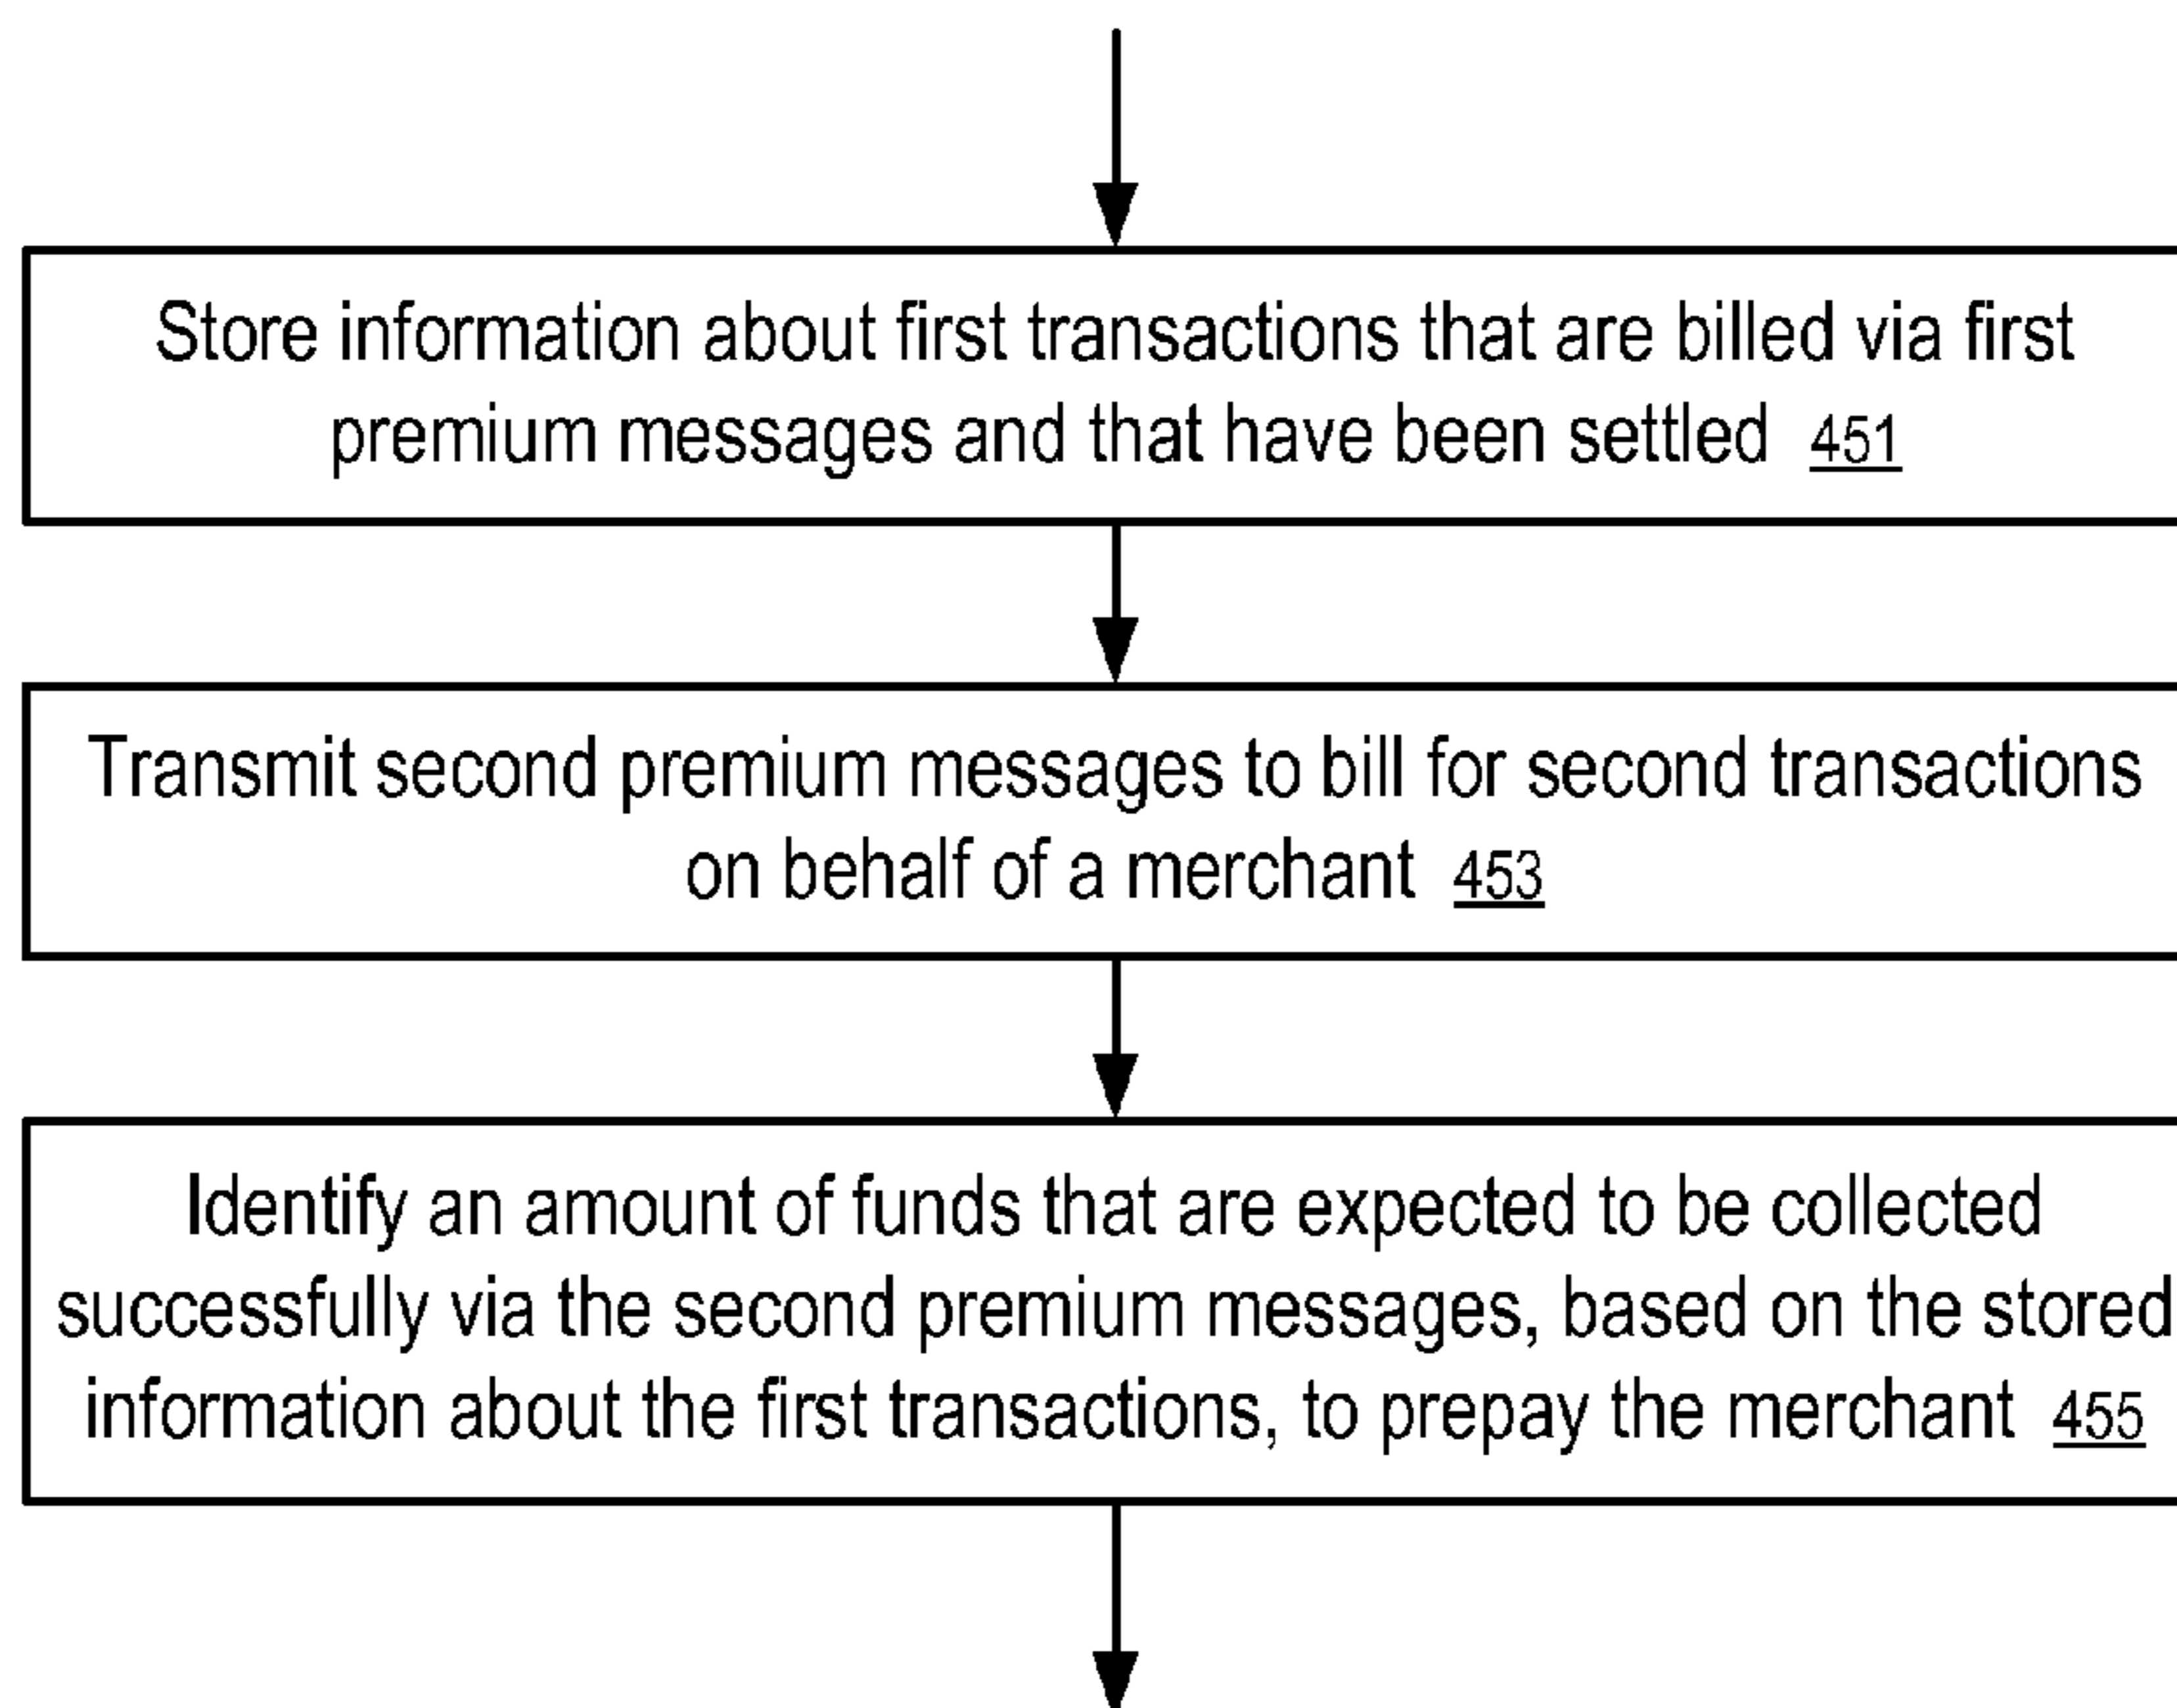 Store information about first transactions that are billed via first
premium messages and that have been settled 451
Transmit second premium messages to bill for second transactions
on behalf of a merchant 453
Identify an amount of funds that are expected to be collected
successfully via the second premium messages, based on the stored
information about the first transactions, to prepay the merchant 455